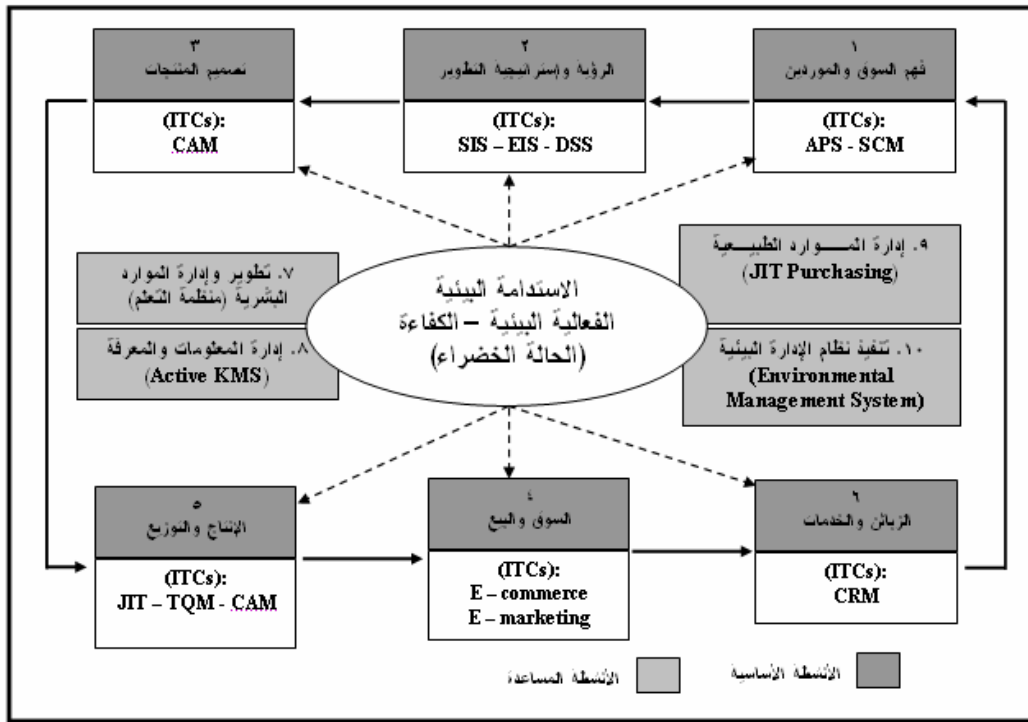 ١
فهم السوق والموردين
(ITCs):
APS - SCM
٢
الرؤية وإستراتيجية التطوير
(ITCs):
SIS – EIS - DSS
٣
تصميم المنتجات
(ITCs):
CAM
٩. إدارة المـــوارد الطبيـــعية
(JIT Purchasing)
١٠. تنفيذ نظام الإدارة البيئية
(Environmental
Management System)
الاستدامة البيئية
الفعالية البيئية – الكفاءة
(الحالة الخضراء)
٧. تطوير وإدارة الموارد
البشرية (منظمة التعلم)
٨. إدارة المعلومات والمعرفة
(Active KMS)
٦
الزبائن والخدمات
(ITCs):
CRM
٤
السوق والبيع
(ITCs):
E – commerce
E – marketing
٥
الإنتاج والتوزيع
(ITCs):
JIT – TQM - CAM
الأنشطة الأساسية
الأنشطة المساعدة